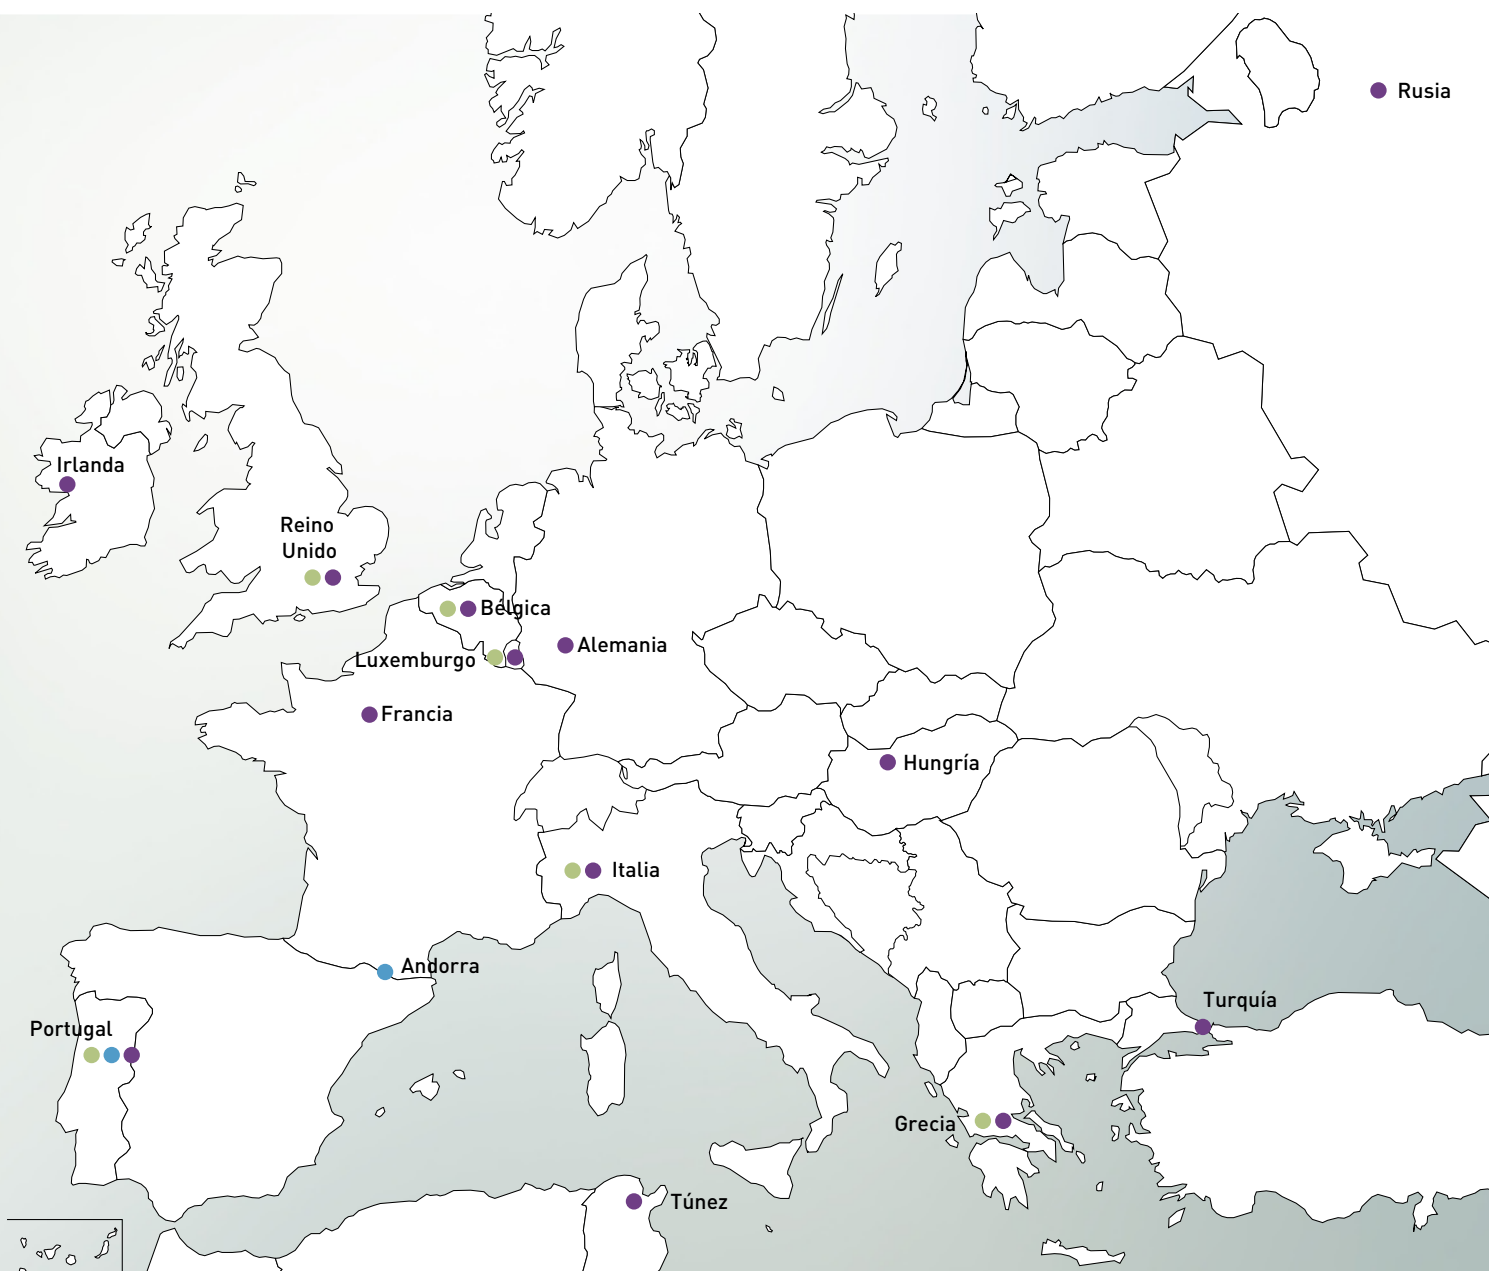 Rusia
Irlanda
Reino
Unido
Bélgica
Alemania
Luxemburgo
Francia
Hungría
Italia
Andorra
Turquía
Portugal
Grecia
Túnez